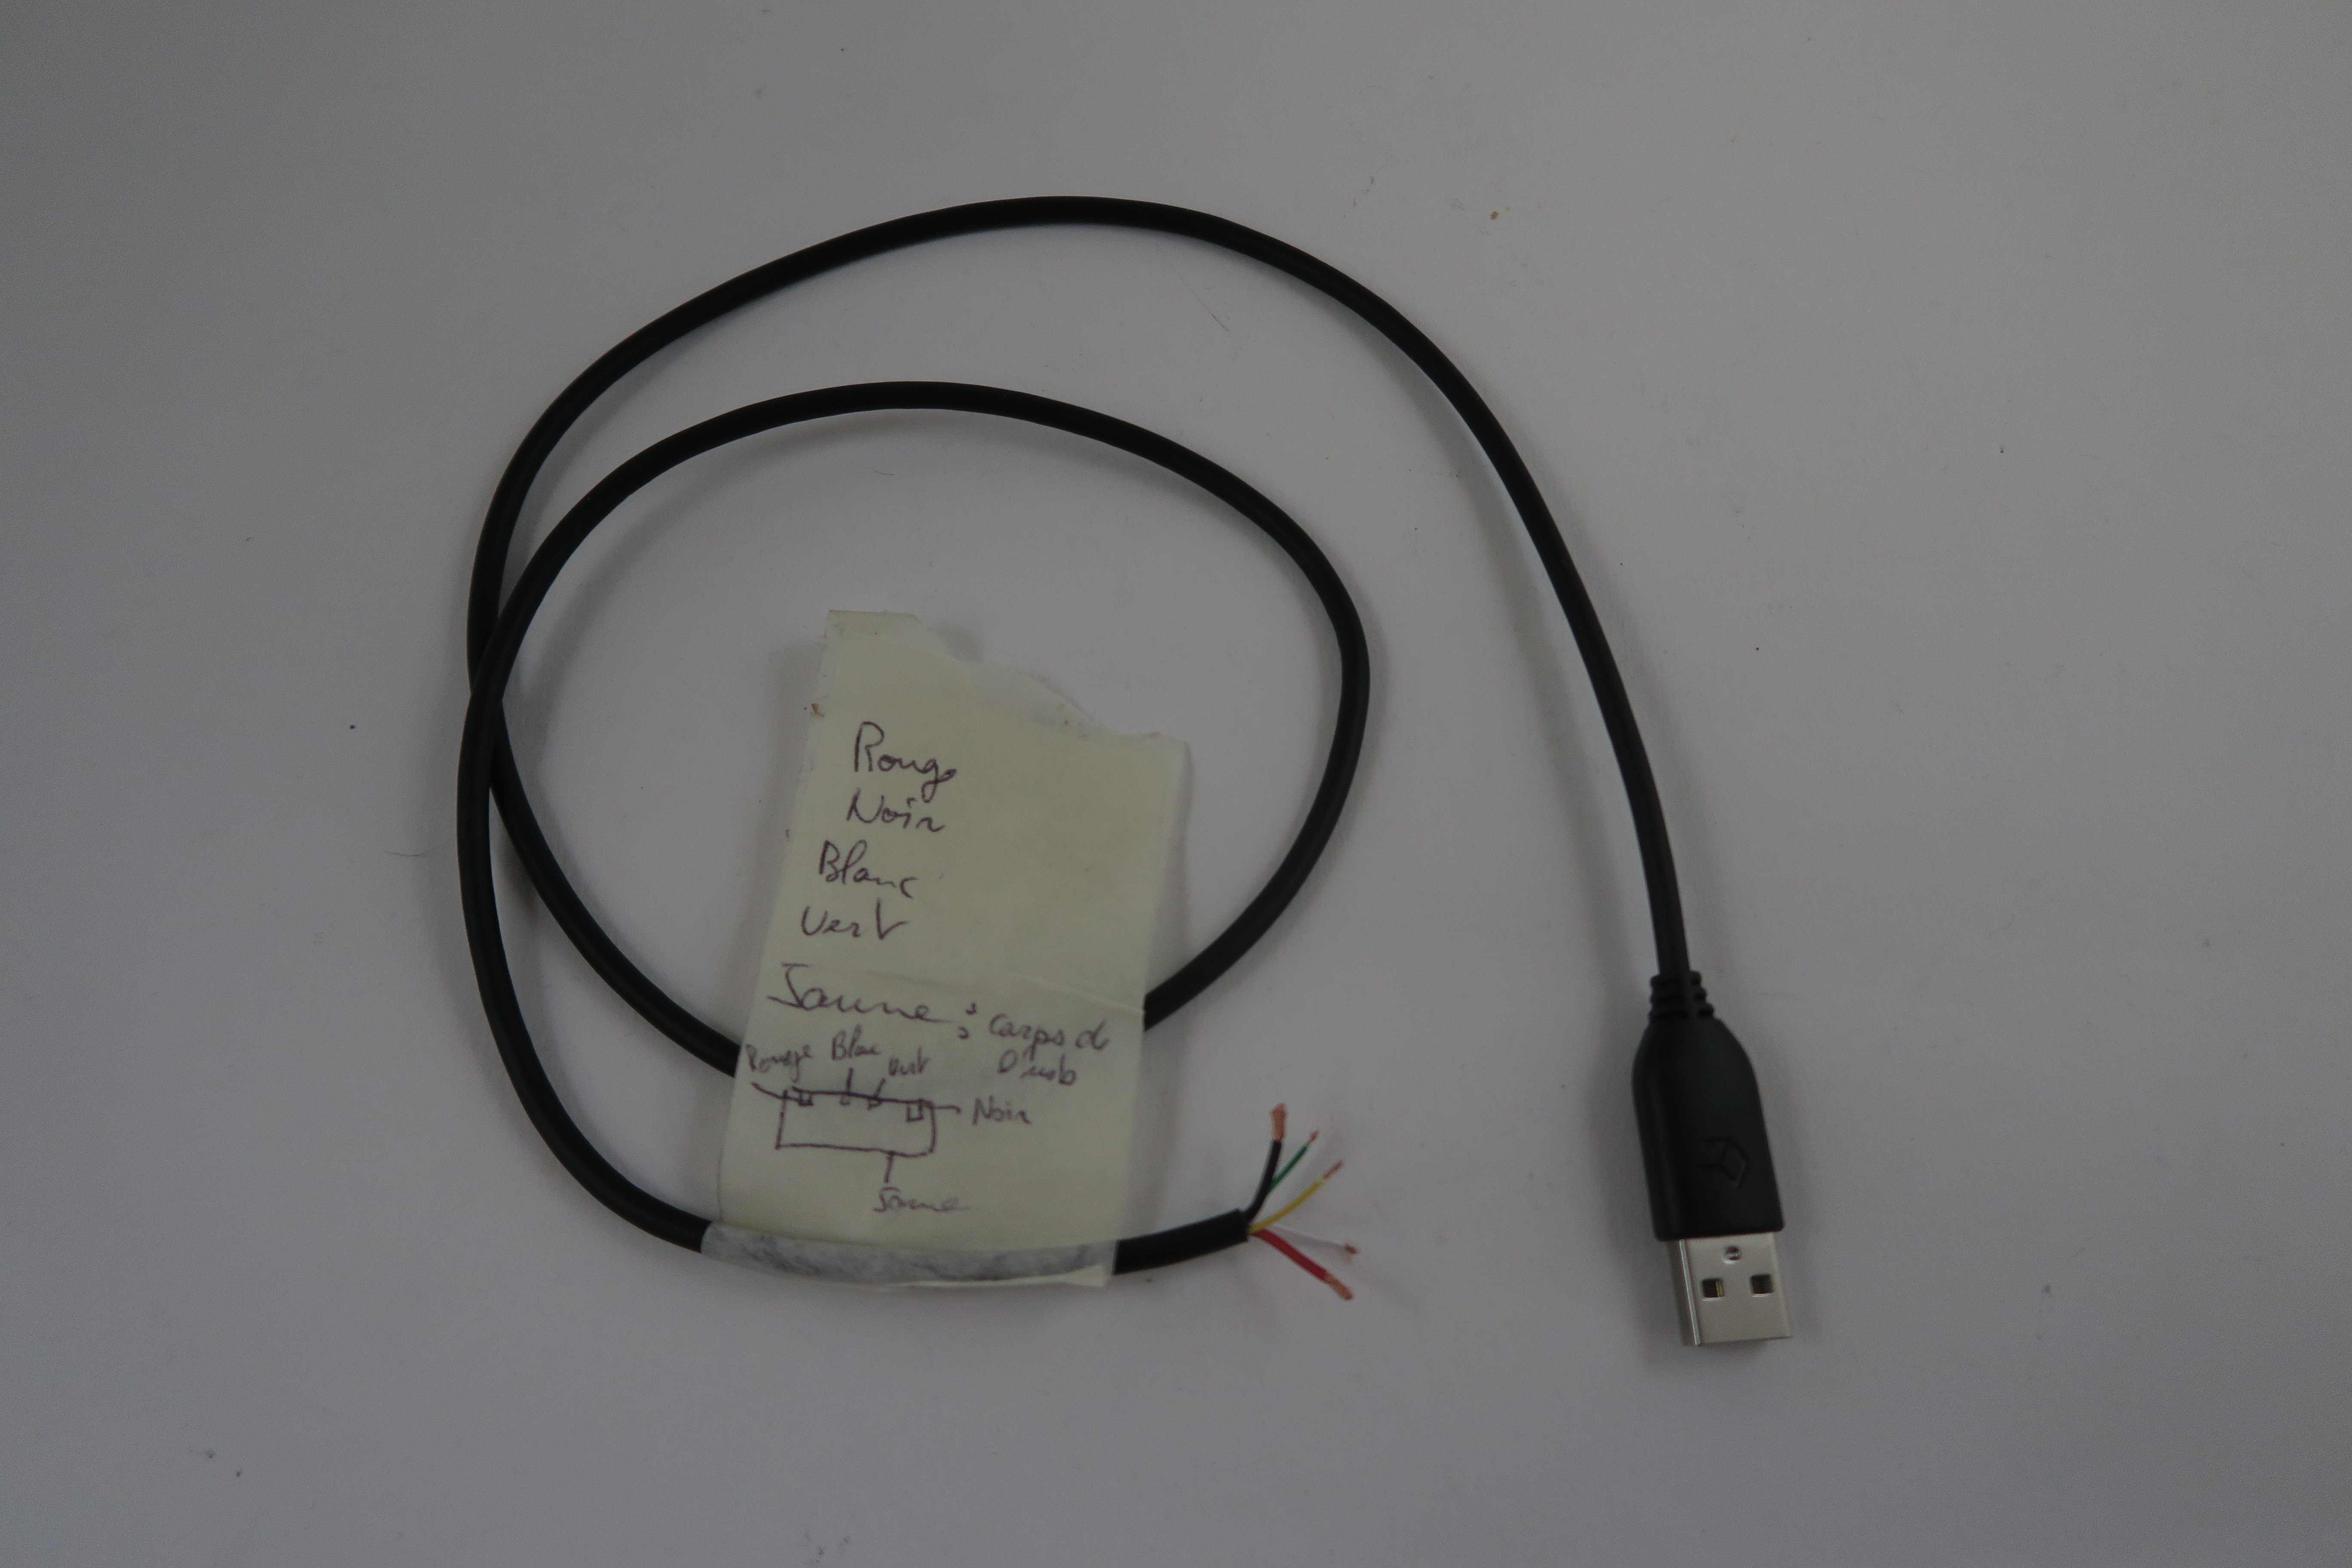 Rouge
Noir
Blanc
Vert
Jaune : corps de
l'usb
Rouge Blanc Vert
Noir
Jaune